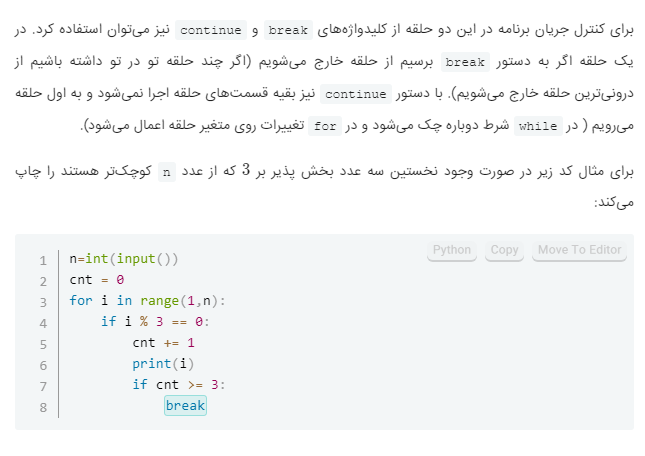 برای کنترل جریان برنامه در این دو حلقه از کلیدواژه‌های break و continue نیز می‌توان استفاده کرد. در
یک حلقه اگر به دستور break برسیم از حلقه خارج می‌شویم (اگر چند حلقه تو در تو داشته باشیم از
درونی‌ترین حلقه خارج می‌شویم). با دستور continue نیز بقیه قسمت‌های حلقه اجرا نمی‌شود و به اول حلقه
می‌رویم ( در while شرط دوباره چک می‌شود و در for تغییرات روی متغیر حلقه اعمال می‌شود).
برای مثال کد زیر در صورت وجود نخستین سه عدد بخش پذیر بر 3 که از عدد n کوچک‌تر هستند را چاپ
می‌کند:
Python Copy Move To Editor
1 n=int(input())
2 cnt = 0
3 for i in range(1,n):
4     if i % 3 == 0:
5         cnt += 1
6         print(i)
7         if cnt >= 3:
8             break